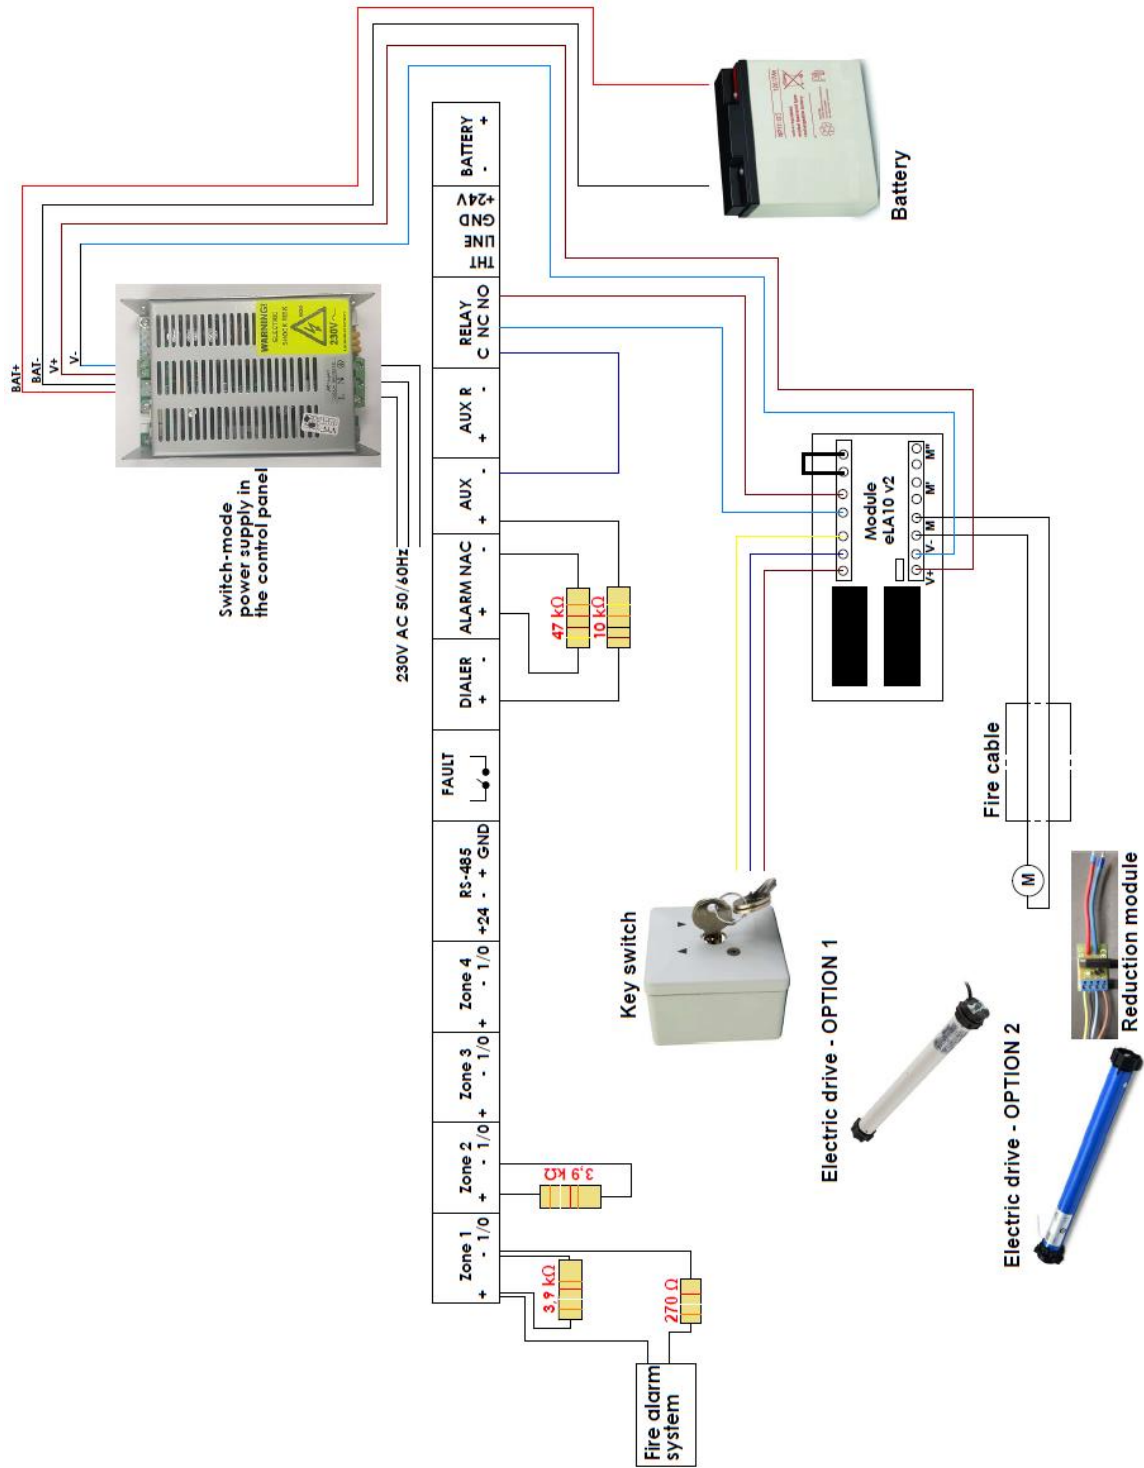 Fire alarm
system
3,9 kΩ
270 Ω
3,9 kΩ
Zone 1
+ - 1/0
Zone 2
+ - 1/0
Zone 3
+ - 1/0
Zone 4
+ - 1/0
RS-485
+24 - + GND
FAULT
DIALER
+ -
ALARM NAC
+ -
AUX
+ -
AUX R
+ -
RELAY
C NC NO
THT
LINE
GND
+24V
BATTERY
- +
47 kΩ
10 kΩ
230V AC 50/60Hz
Switch-mode
power supply in
the control panel
WARNING!
ELECTRIC
SHOCK RISK
230V~
L N
BAT+
BAT-
V+
V-
Battery
Module
eLA10 v2
V+ V- M M' M"
Fire cable
M
Key switch
Electric drive - OPTION 1
Electric drive - OPTION 2
Reduction module